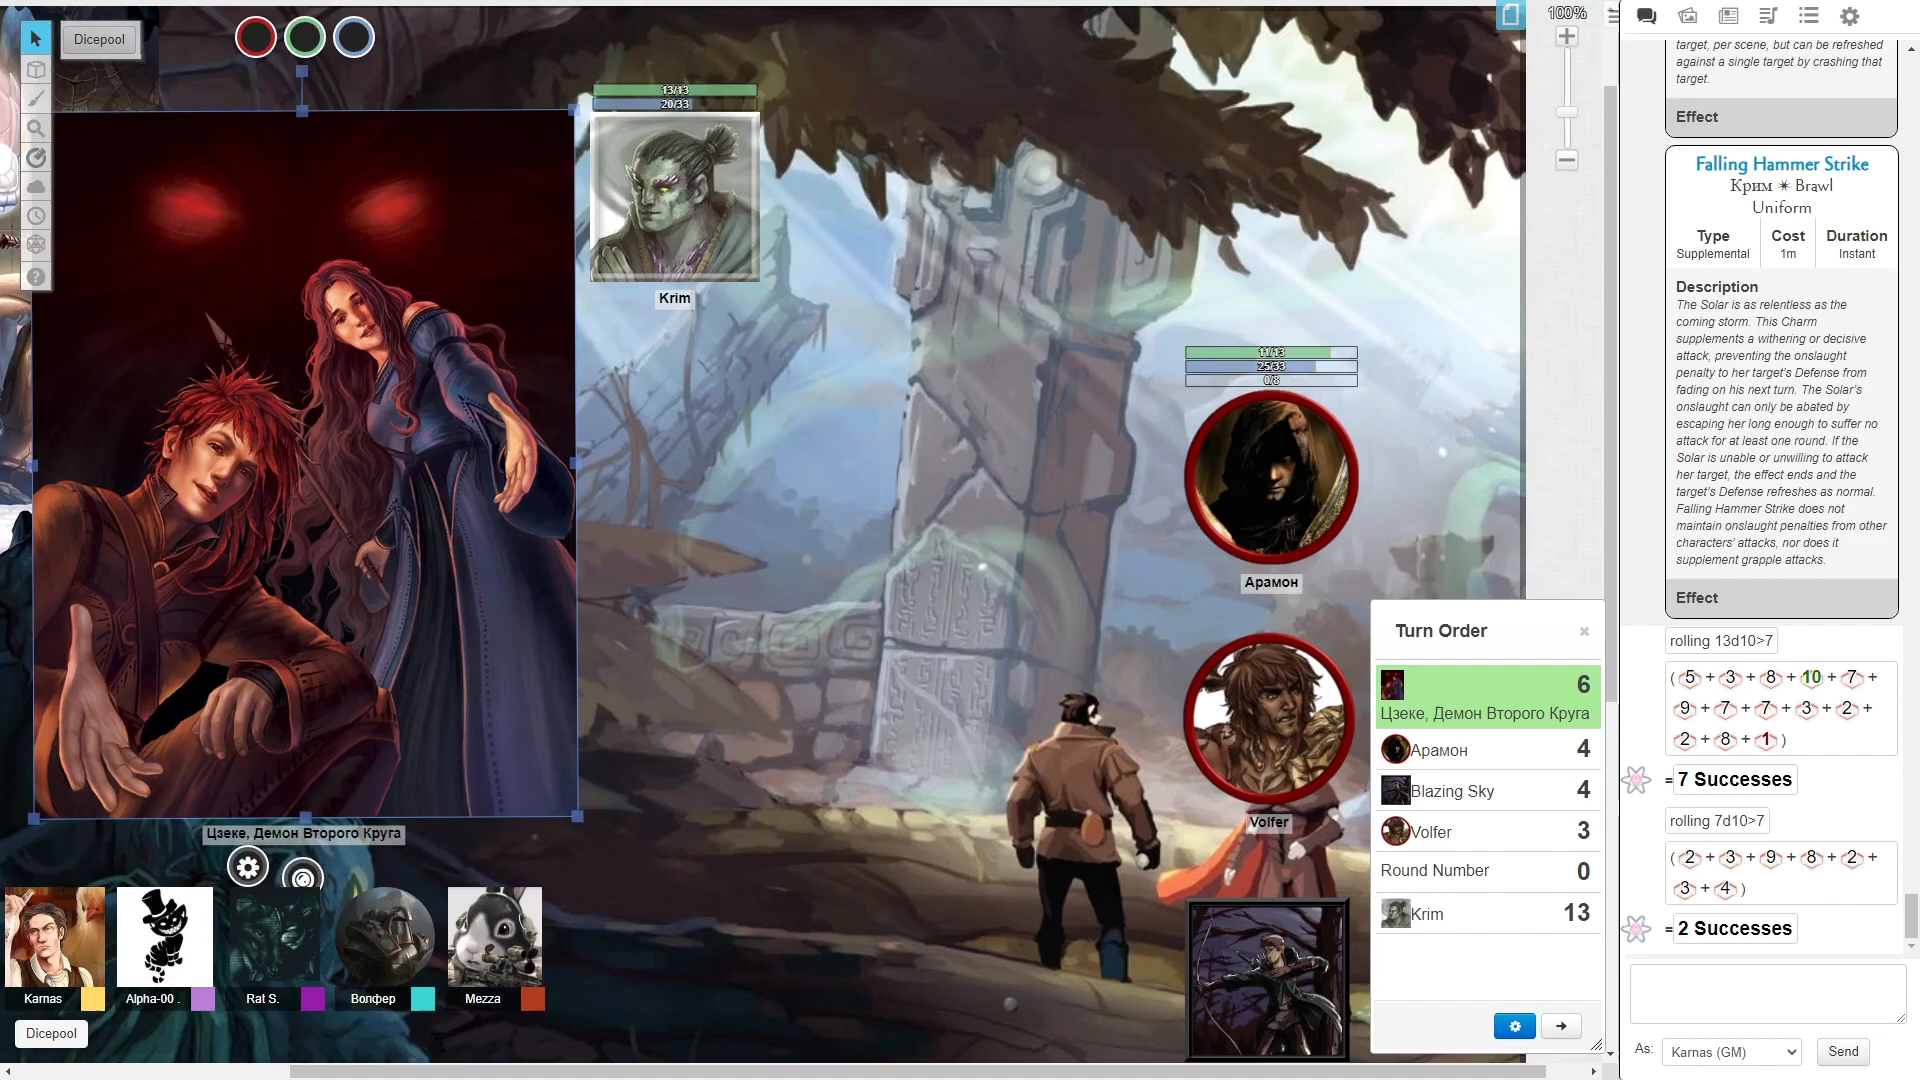 Dicepool
100%
13/13
20/33
Krim
11/13
25/33
0/8
Арамон
Volfer
Цзеке, Демон Второго Круга
Karnas
Alpha-00 .
Rat S.
Волфер
Mezza
Dicepool
Turn Order
×
6
Цзеке, Демон Второго Круга
Арамон 4
Blazing Sky 4
Volfer 3
Round Number 0
Krim 13
target, per scene, but can be refreshed
against a single target by crashing that
target.
Effect
Falling Hammer Strike
Крим ✶ Brawl
Uniform
Type Cost Duration
Supplemental 1m Instant
Description
The Solar is as relentless as the
coming storm. This Charm
supplements a withering or decisive
attack, preventing the onslaught
penalty to her target's Defense from
fading on his next turn. The Solar's
onslaught can only be abated by
escaping her long enough to suffer no
attack for at least one round. If the
Solar is unable or unwilling to attack
her target, the effect ends and the
target's Defense refreshes as normal.
Falling Hammer Strike does not
maintain onslaught penalties from other
characters' attacks, nor does it
supplement grapple attacks.
Effect
rolling 13d10>7
( 5 + 3 + 8 + 10 + 7 +
9 + 7 + 7 + 3 + 2 +
2 + 8 + 1 )
= 7 Successes
rolling 7d10>7
( 2 + 3 + 9 + 8 + 2 +
3 + 4 )
= 2 Successes
As: Karnas (GM) Send